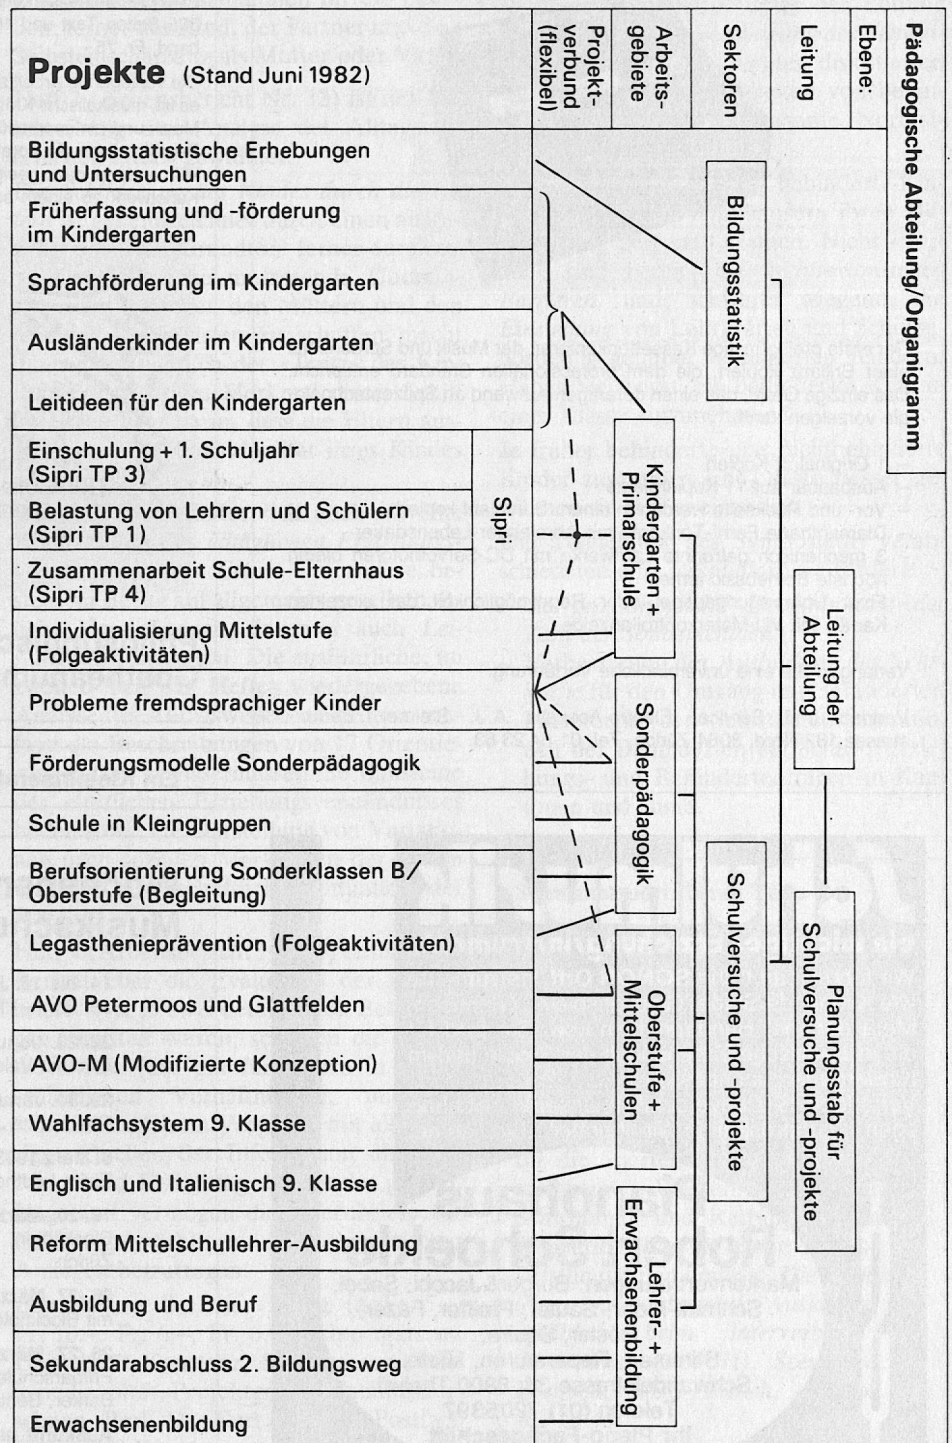 Pädagogische Abteilung/Organigramm
Ebene:
Leitung
Sektoren
Arbeits-
gebiete
Projekt-
verbund
(flexibel)
Projekte (Stand Juni 1982)
Leitung der
Abteilung
Planungsstab für
Schulversuche und -projekte
Bildungsstatistik
Schulversuche und -projekte
Kindergarten +
Primarschule
Sonderpädagogik
Oberstufe +
Mittelschulen
Lehrer- +
Erwachsenenbildung
Sipri
Bildungsstatistische Erhebungen
und Untersuchungen
Früherfassung und -förderung
im Kindergarten
Sprachförderung im Kindergarten
Ausländerkinder im Kindergarten
Leitideen für den Kindergarten
Einschulung + 1. Schuljahr
(Sipri TP 3)
Belastung von Lehrern und Schülern
(Sipri TP 1)
Zusammenarbeit Schule-Elternhaus
(Sipri TP 4)
Individualisierung Mittelstufe
(Folgeaktivitäten)
Probleme fremdsprachiger Kinder
Förderungsmodelle Sonderpädagogik
Schule in Kleingruppen
Berufsorientierung Sonderklassen B/
Oberstufe (Begleitung)
Legasthenieprävention (Folgeaktivitäten)
AVO Petermoos und Glattfelden
AVO-M (Modifizierte Konzeption)
Wahlfachsystem 9. Klasse
Englisch und Italienisch 9. Klasse
Reform Mittelschullehrer-Ausbildung
Ausbildung und Beruf
Sekundarabschluss 2. Bildungsweg
Erwachsenenbildung